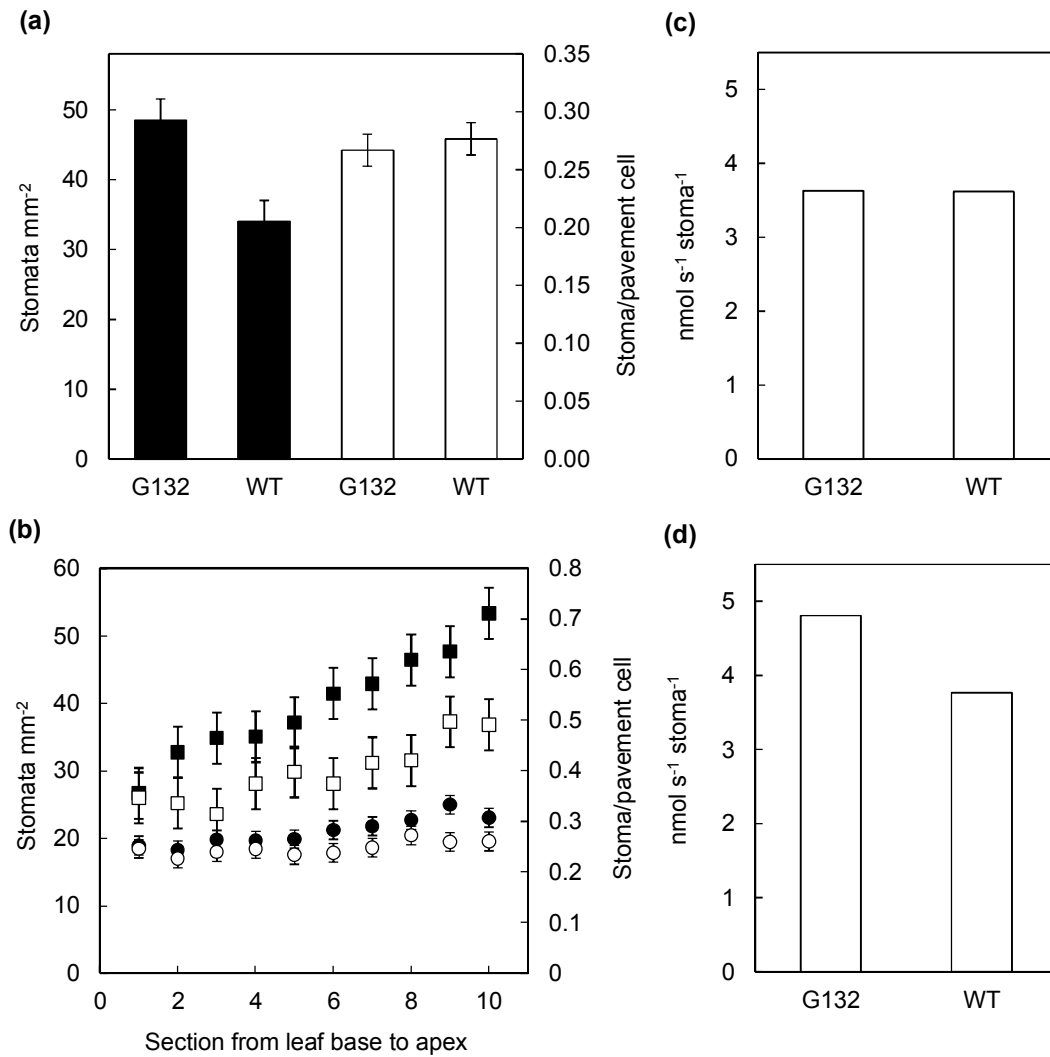 (a)
Stomata mm-2
50
40
30
20
10
0
0.35
0.30
0.25
0.20
0.15
0.10
0.05
0.00
Stoma/pavement cell
G132 WT G132 WT
(c)
nmol s-1 stoma-1
5
4
3
2
1
0
G132 WT
(b)
Stomata mm-2
60
50
40
30
20
10
0
0.8
0.7
0.6
0.5
0.4
0.3
0.2
0.1
0
Stoma/pavement cell
0 2 4 6 8 10
Section from leaf base to apex
(d)
nmol s-1 stoma-1
5
4
3
2
1
0
G132 WT